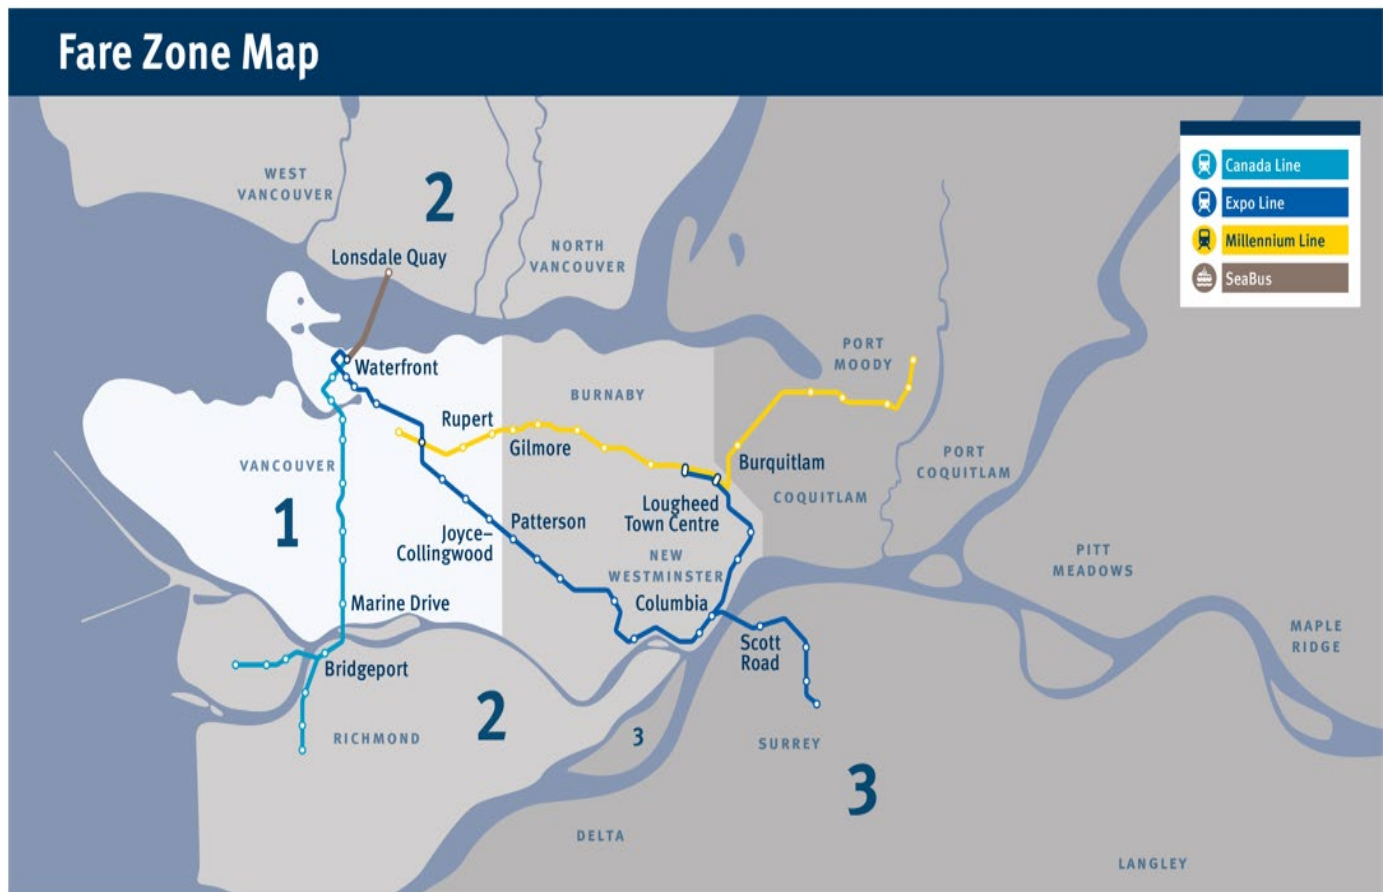 Fare Zone Map
Canada Line
Expo Line
Millennium Line
SeaBus
WEST
VANCOUVER
2
Lonsdale Quay
NORTH
VANCOUVER
Waterfront
PORT
MOODY
BURNABY
Rupert
Gilmore
VANCOUVER
Burquitlam
PORT
COQUITLAM
COQUITLAM
1
Lougheed
Town Centre
Joyce–
Collingwood
Patterson
NEW
WESTMINSTER
PITT
MEADOWS
Marine Drive
Columbia
Scott
Road
MAPLE
RIDGE
Bridgeport
RICHMOND
2
3
SURREY
3
DELTA
LANGLEY